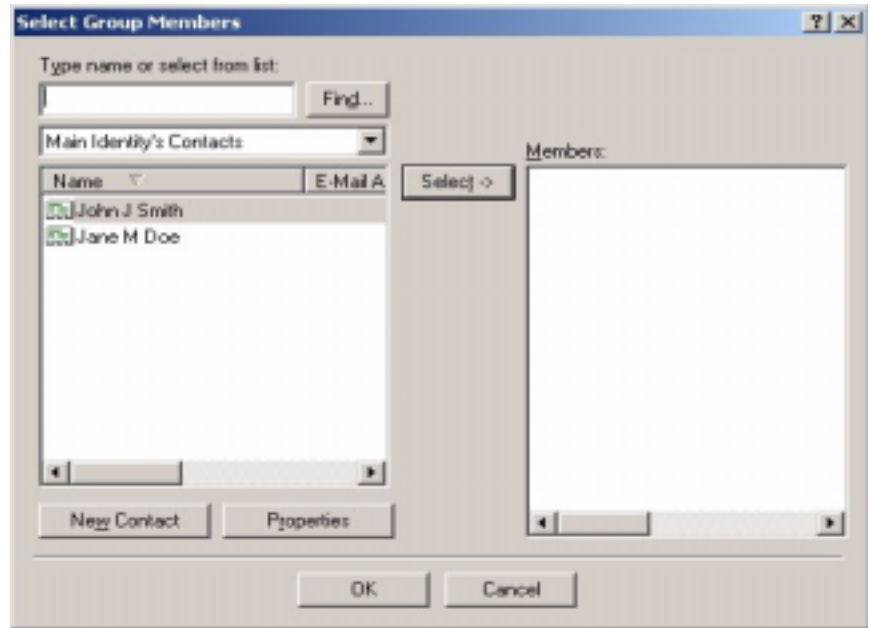 Select Group Members
Type name or select from list:
Find...
Main Identity's Contacts
Name E-Mail A
John J Smith
Jane M Doe
Select ->
Members:
New Contact Properties
OK Cancel